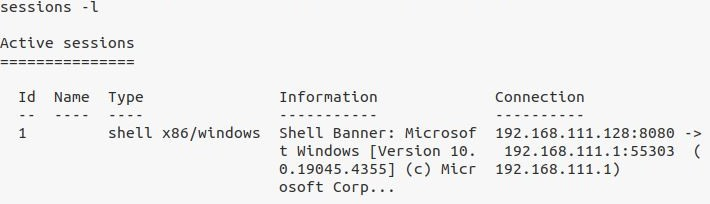 sessions -l
Active sessions
===============
Id  Name  Type                 Information              Connection
--  ----  ----                 -----------              ----------
1         shell x86/windows  Shell Banner: Microsof  192.168.111.128:8080 ->
t Windows [Version 10.   192.168.111.1:55303  (
0.19045.4355] (c) Micr  192.168.111.1)
osoft Corp...